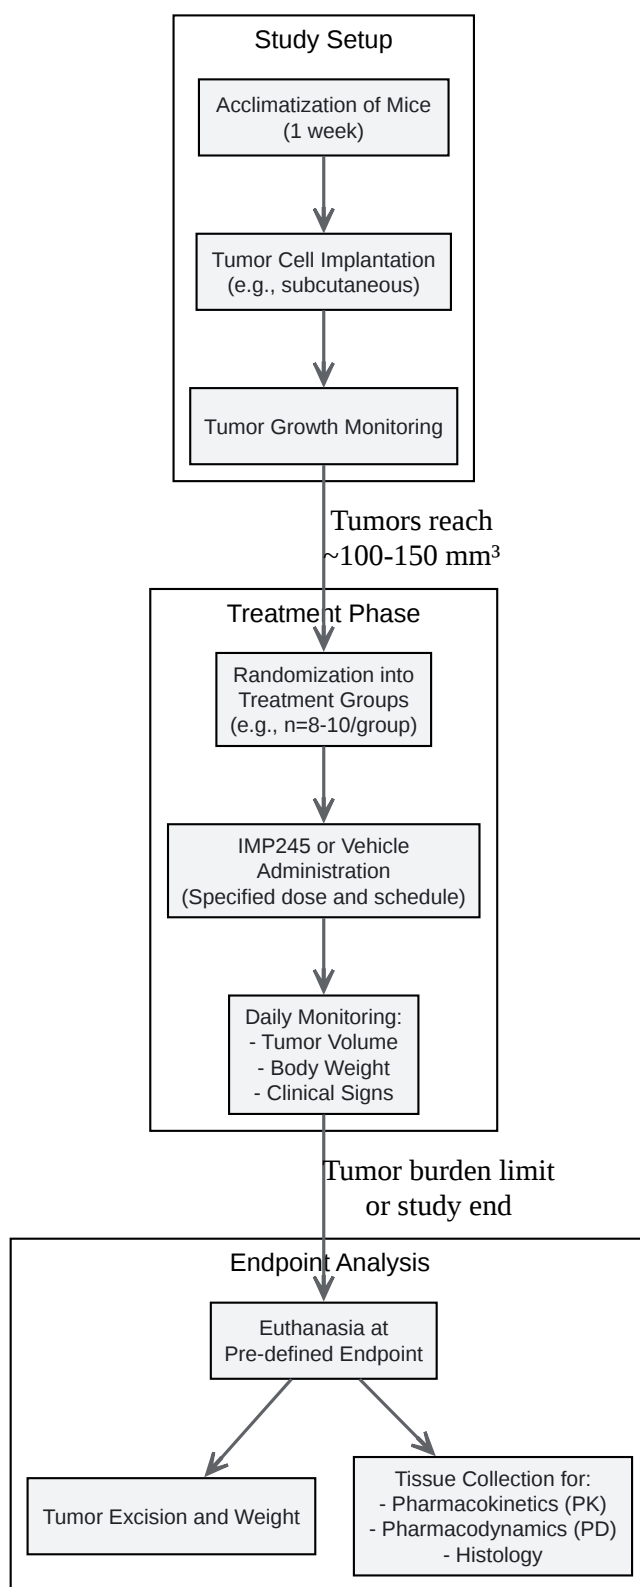 Study Setup
Acclimatization of Mice
(1 week)
Tumor Cell Implantation
(e.g., subcutaneous)
Tumor Growth Monitoring
Tumors reach
~100-150 mm³
Treatment Phase
Randomization into
Treatment Groups
(e.g., n=8-10/group)
IMP245 or Vehicle
Administration
(Specified dose and schedule)
Daily Monitoring:
- Tumor Volume
- Body Weight
- Clinical Signs
Tumor burden limit
or study end
Endpoint Analysis
Euthanasia at
Pre-defined Endpoint
Tumor Excision and Weight
Tissue Collection for:
- Pharmacokinetics (PK)
- Pharmacodynamics (PD)
- Histology